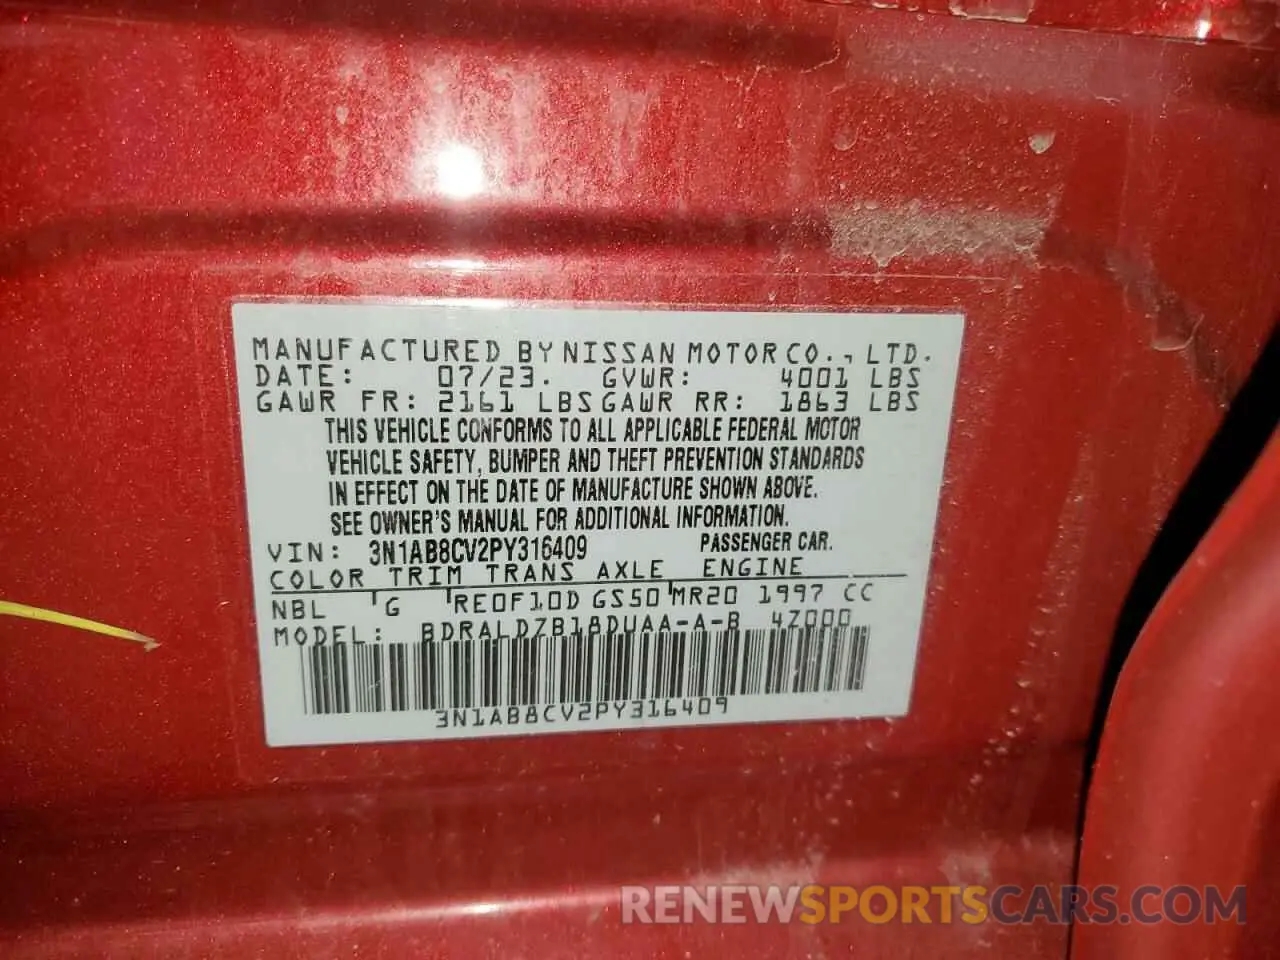 MANUFACTURED BY NISSAN MOTOR CO., LTD.
DATE: 07/23. GVWR: 4001 LBS
GAWR FR: 2161 LBS GAWR RR: 1863 LBS
THIS VEHICLE CONFORMS TO ALL APPLICABLE FEDERAL MOTOR
VEHICLE SAFETY, BUMPER AND THEFT PREVENTION STANDARDS
IN EFFECT ON THE DATE OF MANUFACTURE SHOWN ABOVE.
SEE OWNER'S MANUAL FOR ADDITIONAL INFORMATION.
VIN: 3N1AB8CV2PY316409 PASSENGER CAR.
COLOR TRIM TRANS AXLE ENGINE
NBL G RE0F10D GS50 MR20 1997 CC
MODEL: BDRALDZB18DUAA-A-B 4Z000
3N1AB8CV2PY316409
RENEWSPORTSCARS.COM